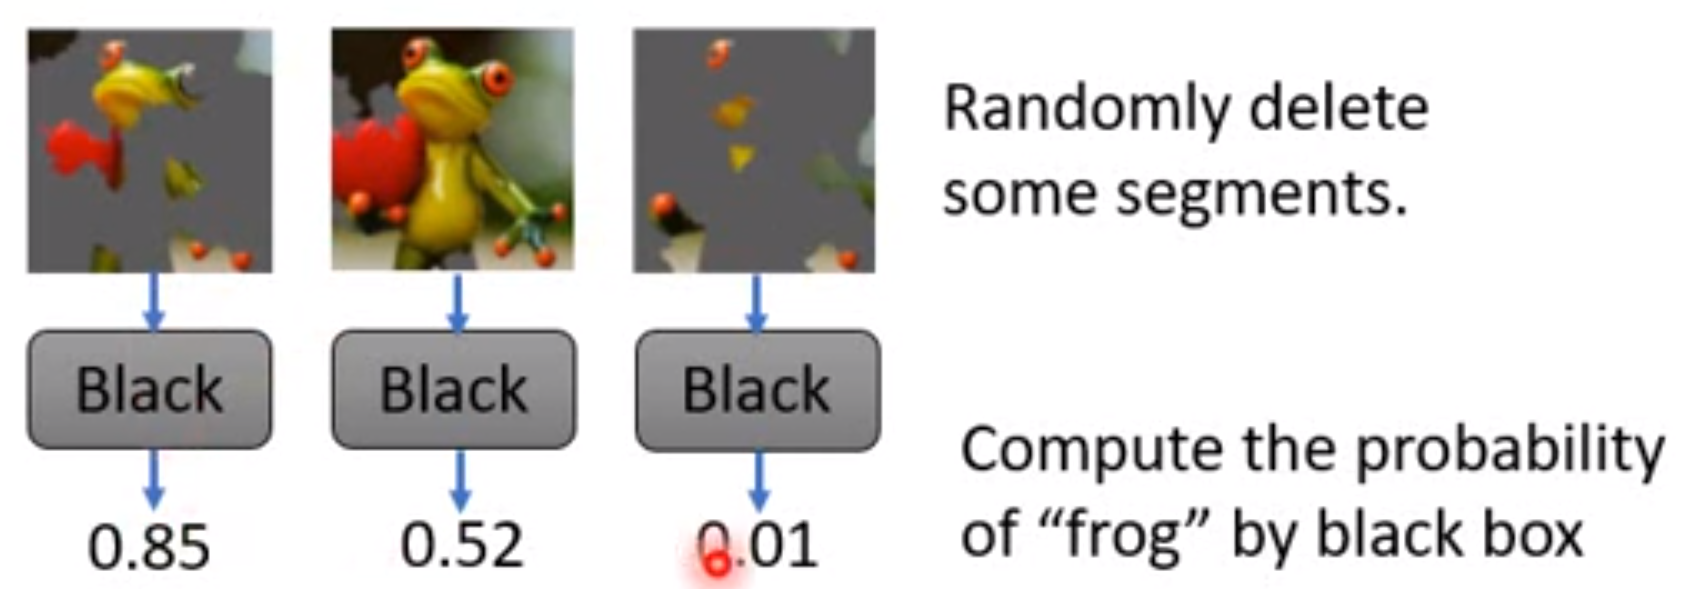 Randomly delete
some segments.
Black
Black
Black
Compute the probability
of “frog” by black box
0.85
0.52
0.01